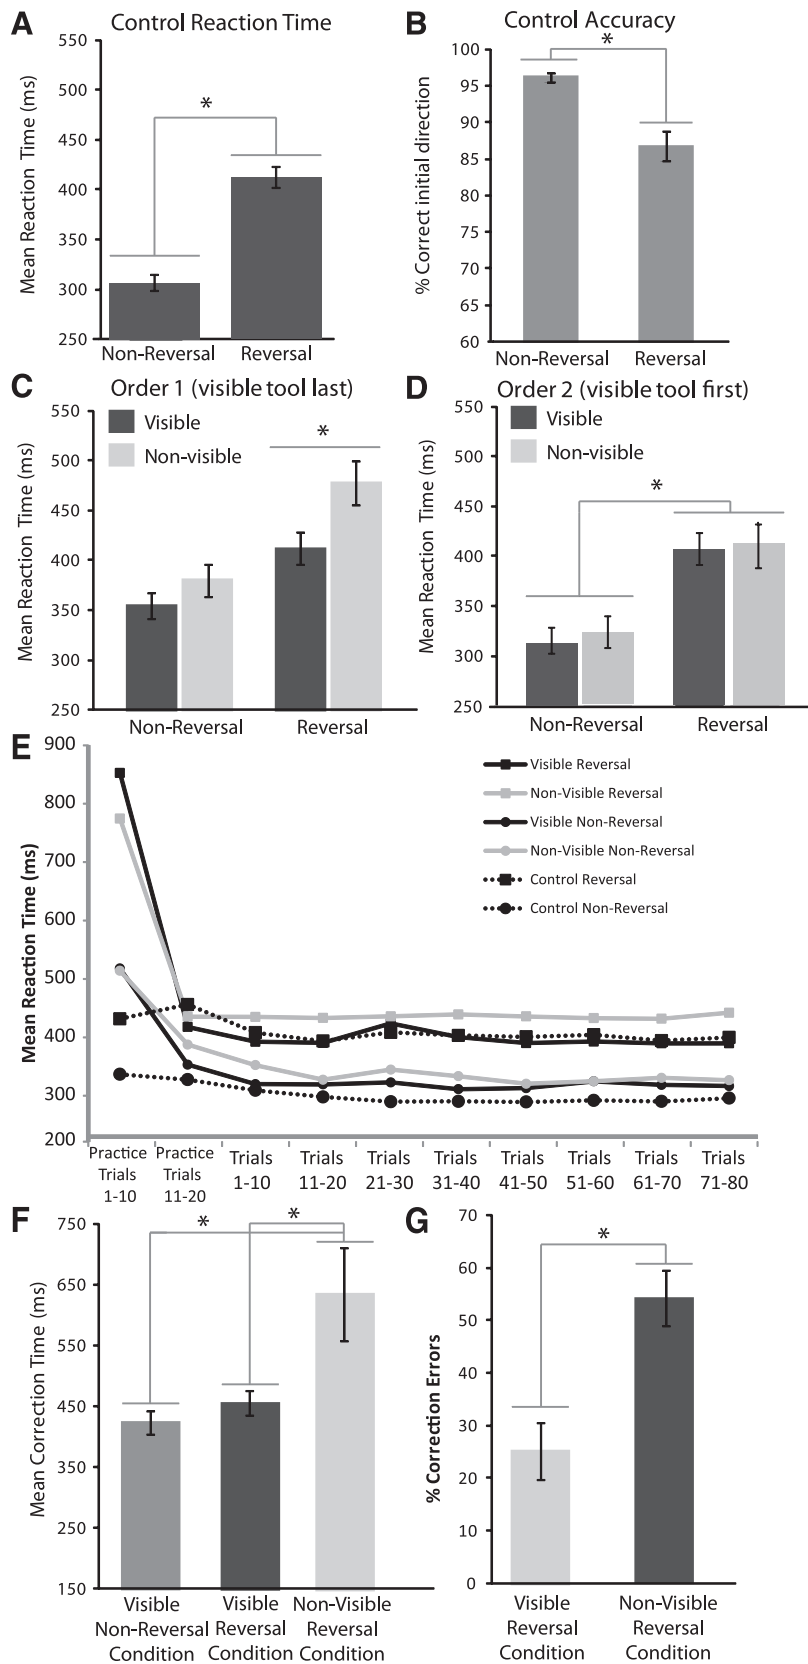 A
Control Reaction Time
Mean Reaction Time (ms)
550
500
450
400
350
300
250
*
Non-Reversal
Reversal
B
Control Accuracy
% Correct initial direction
100
95
90
85
80
75
70
65
60
*
Non-Reversal
Reversal
C
Order 1 (visible tool last)
Mean Reaction Time (ms)
550
500
450
400
350
300
250
Visible
Non-visible
*
Non-Reversal
Reversal
D
Order 2 (visible tool first)
Mean Reaction Time (ms)
550
500
450
400
350
300
250
Visible
Non-visible
*
Non-Reversal
Reversal
E
Mean Reaction Time (ms)
900
800
700
600
500
400
300
200
Visible Reversal
Non-Visible Reversal
Visible Non-Reversal
Non-Visible Non-Reversal
Control Reversal
Control Non-Reversal
Practice
Trials
1-10
Practice
Trials
11-20
Trials
1-10
Trials
11-20
Trials
21-30
Trials
31-40
Trials
41-50
Trials
51-60
Trials
61-70
Trials
71-80
F
Mean Correction Time (ms)
750
650
550
450
350
250
150
*
*
Visible
Non-Reversal
Condition
Visible
Reversal
Condition
Non-Visible
Reversal
Condition
G
% Correction Errors
70
60
50
40
30
20
10
0
*
Visible
Reversal
Condition
Non-Visible
Reversal
Condition